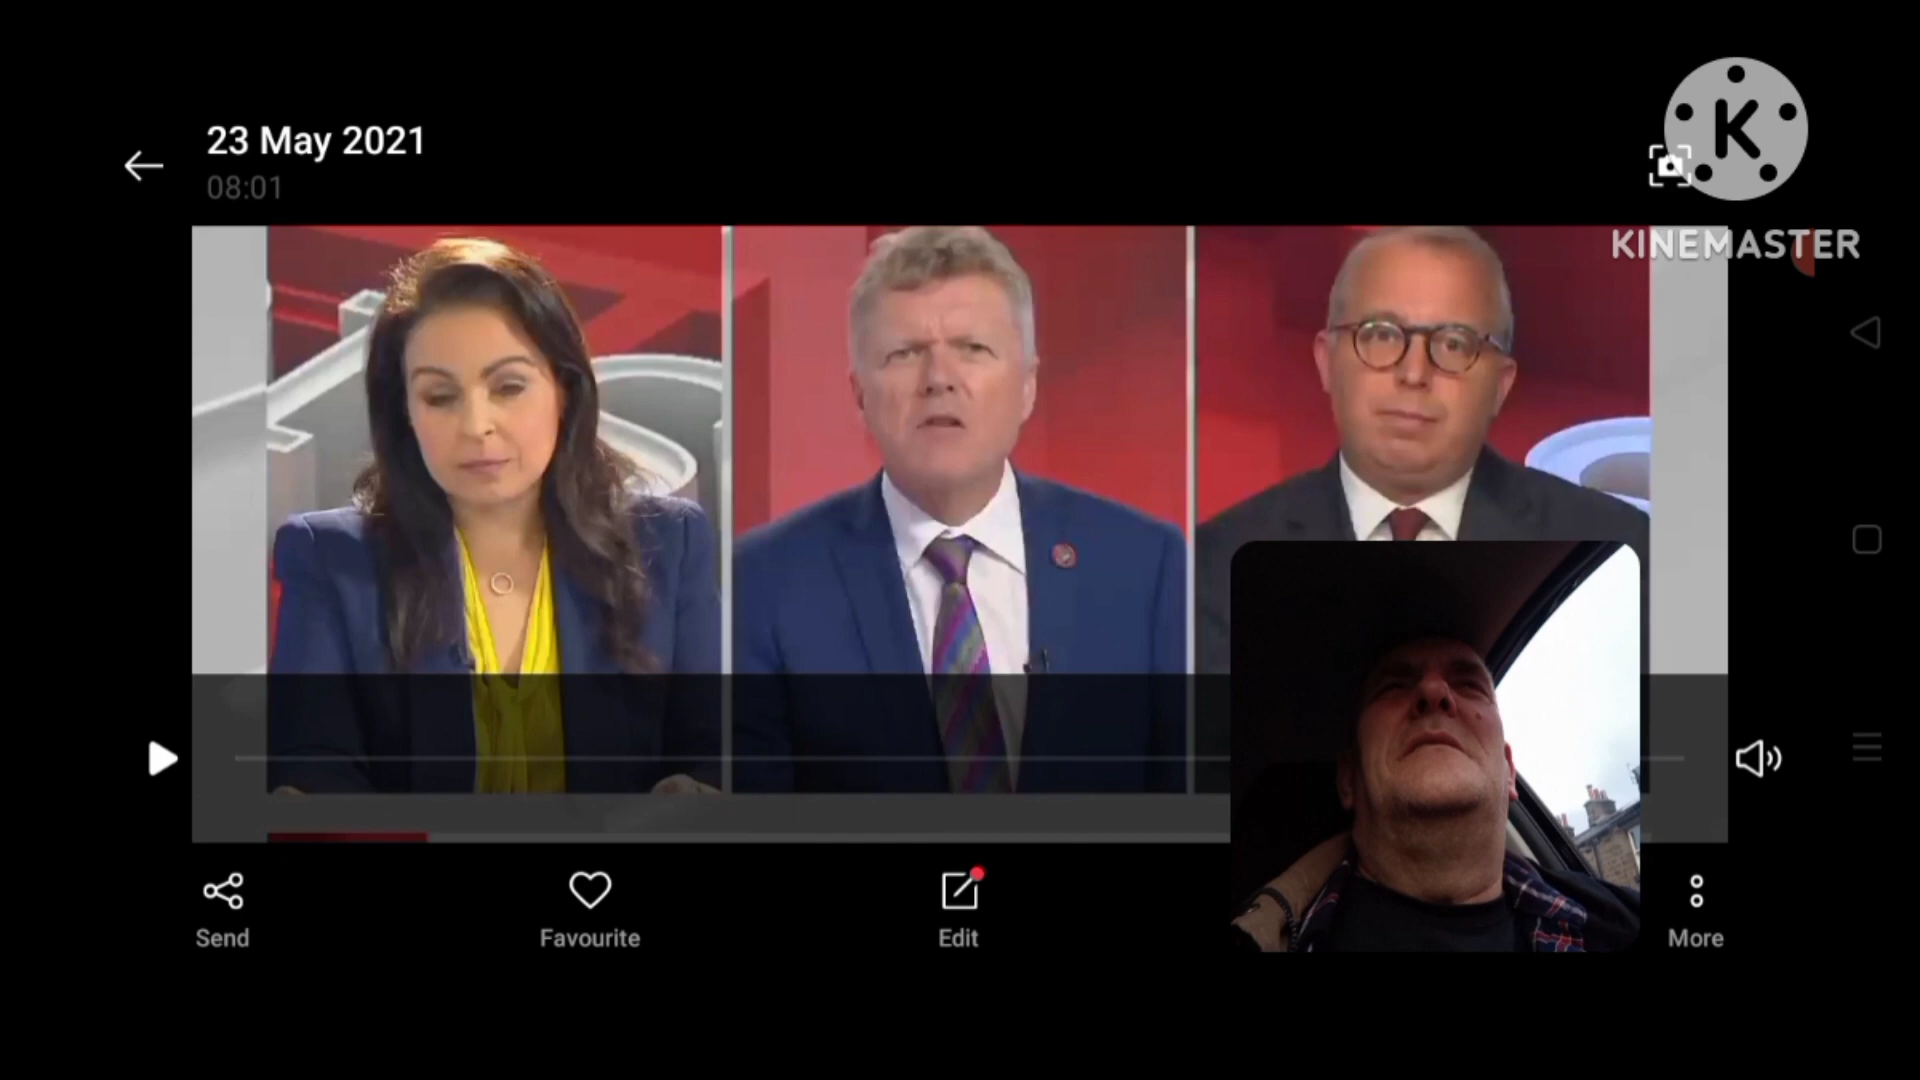 23 May 2021
08:01
K
KINEMASTER
Send
Favourite
Edit
More